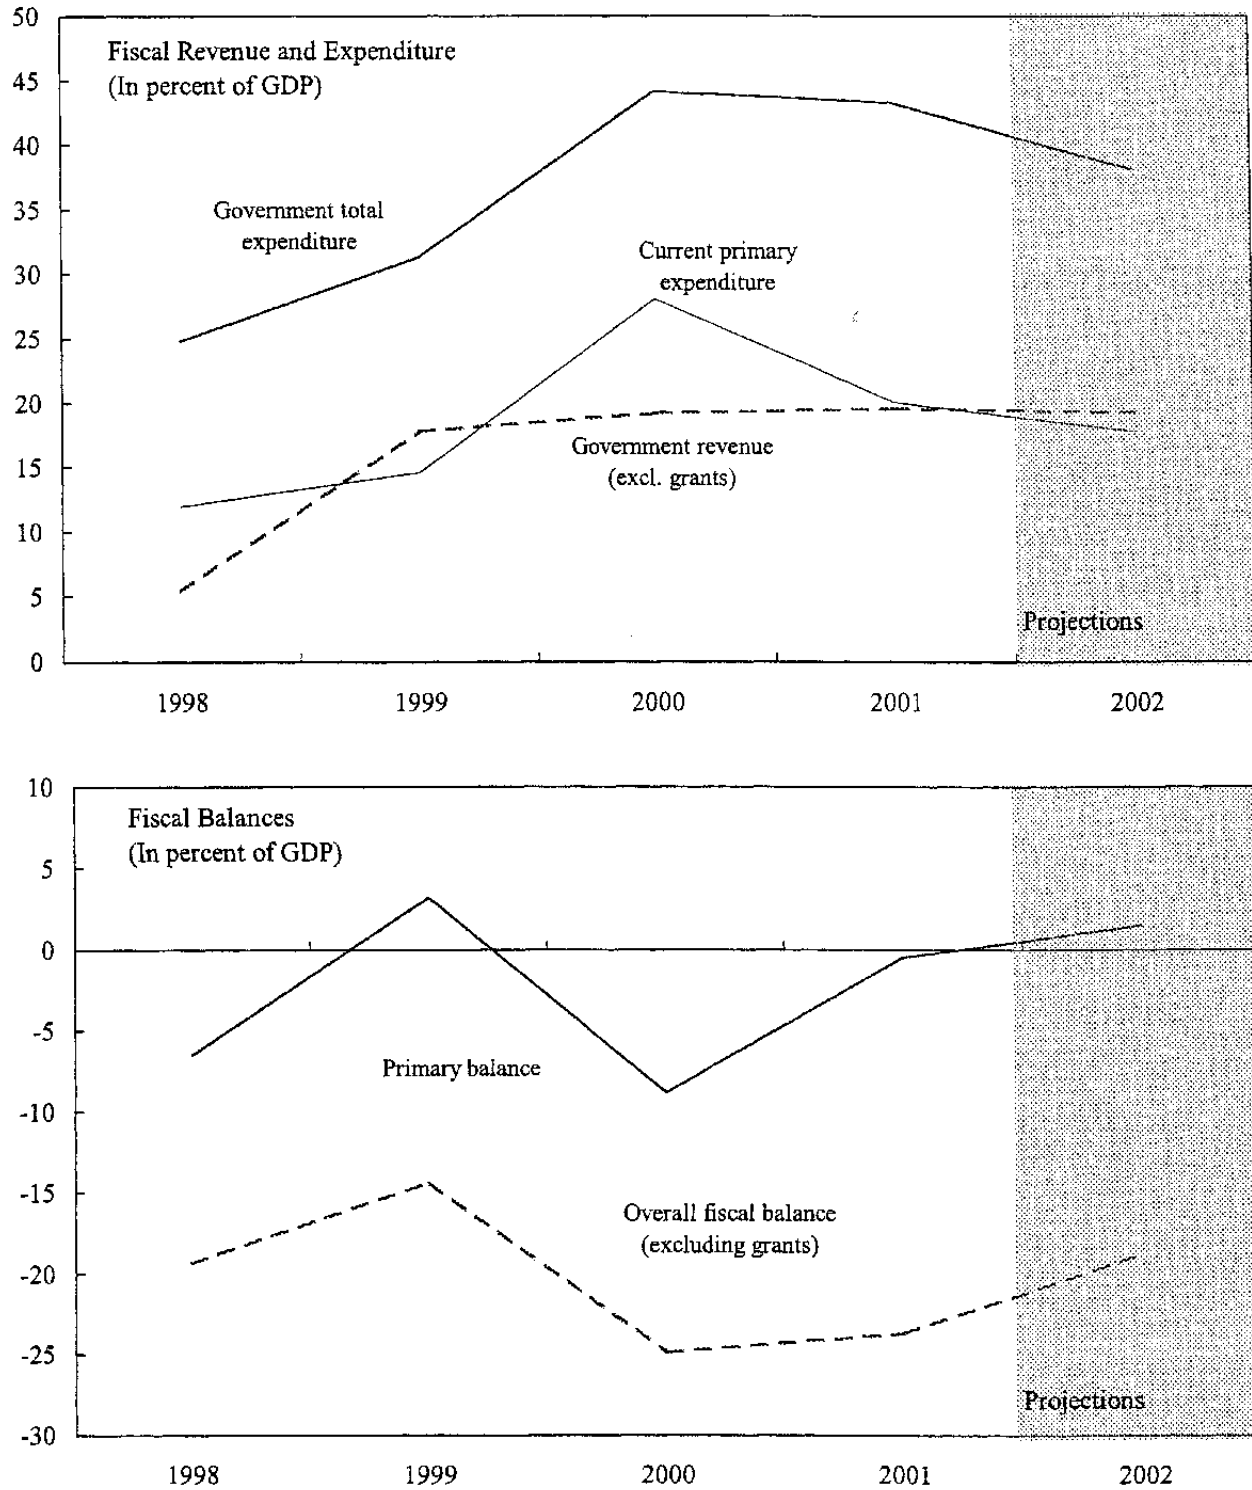 50
Fiscal Revenue and Expenditure
(In percent of GDP)
45
40
35
Government total
expenditure
30
Current primary
expenditure
25
20
Government revenue
(excl. grants)
15
10
5
Projections
0
1998 1999 2000 2001 2002
10
Fiscal Balances
(In percent of GDP)
5
0
-5
Primary balance
-10
-15
Overall fiscal balance
(excluding grants)
-20
-25
Projections
-30
1998 1999 2000 2001 2002